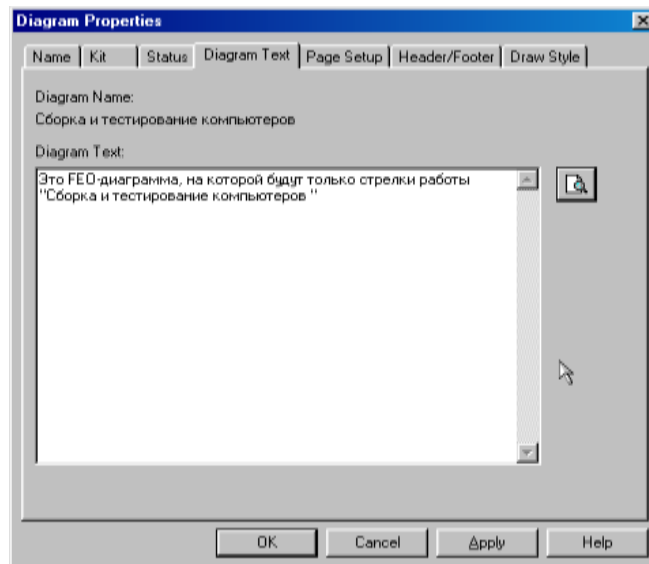 Diagram Properties
Name Kit Status Diagram Text Page Setup Header/Footer Draw Style
Diagram Name:
Сборка и тестирование компьютеров
Diagram Text:
Это FEO-диаграмма, на которой будут только стрелки работы
"Сборка и тестирование компьютеров "
OK Cancel Apply Help